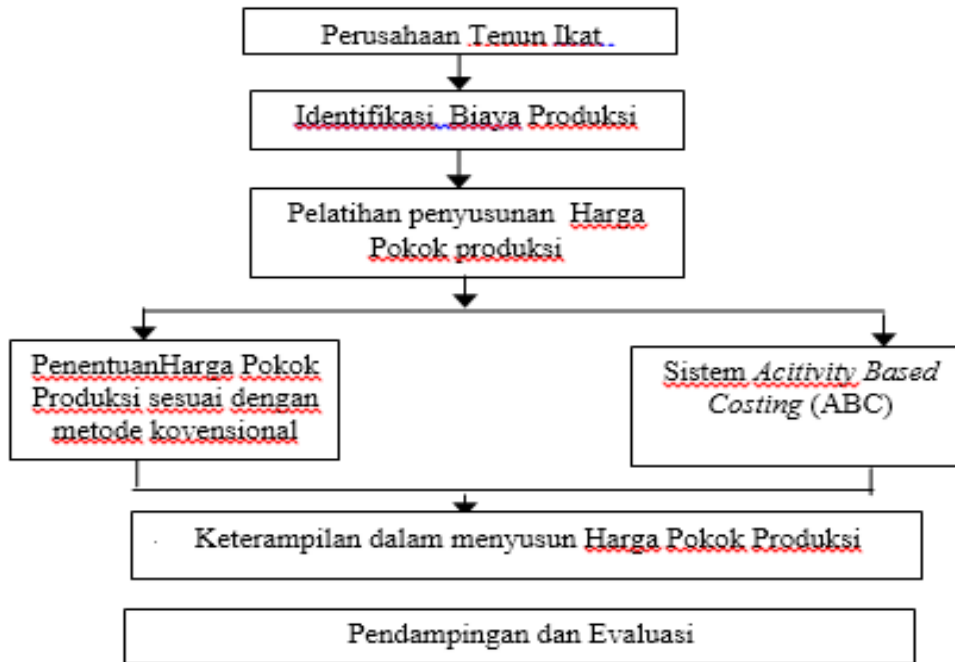 Perusahaan Tenun Ikat
Identifikasi Biaya Produksi
Pelatihan penyusunan Harga
Pokok produksi
PenentuanHarga Pokok
Produksi sesuai dengan
metode kovensional
Sistem Acitivity Based
Costing (ABC)
Keterampilan dalam menyusun Harga Pokok Produksi
Pendampingan dan Evaluasi